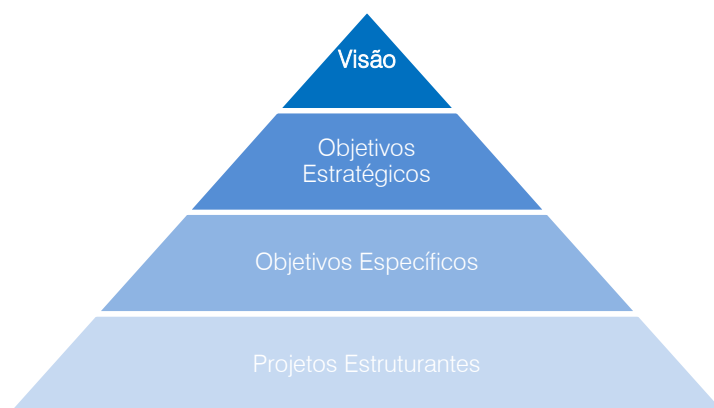 Visão
Objetivos
Estratégicos
Objetivos Específicos
Projetos Estruturantes